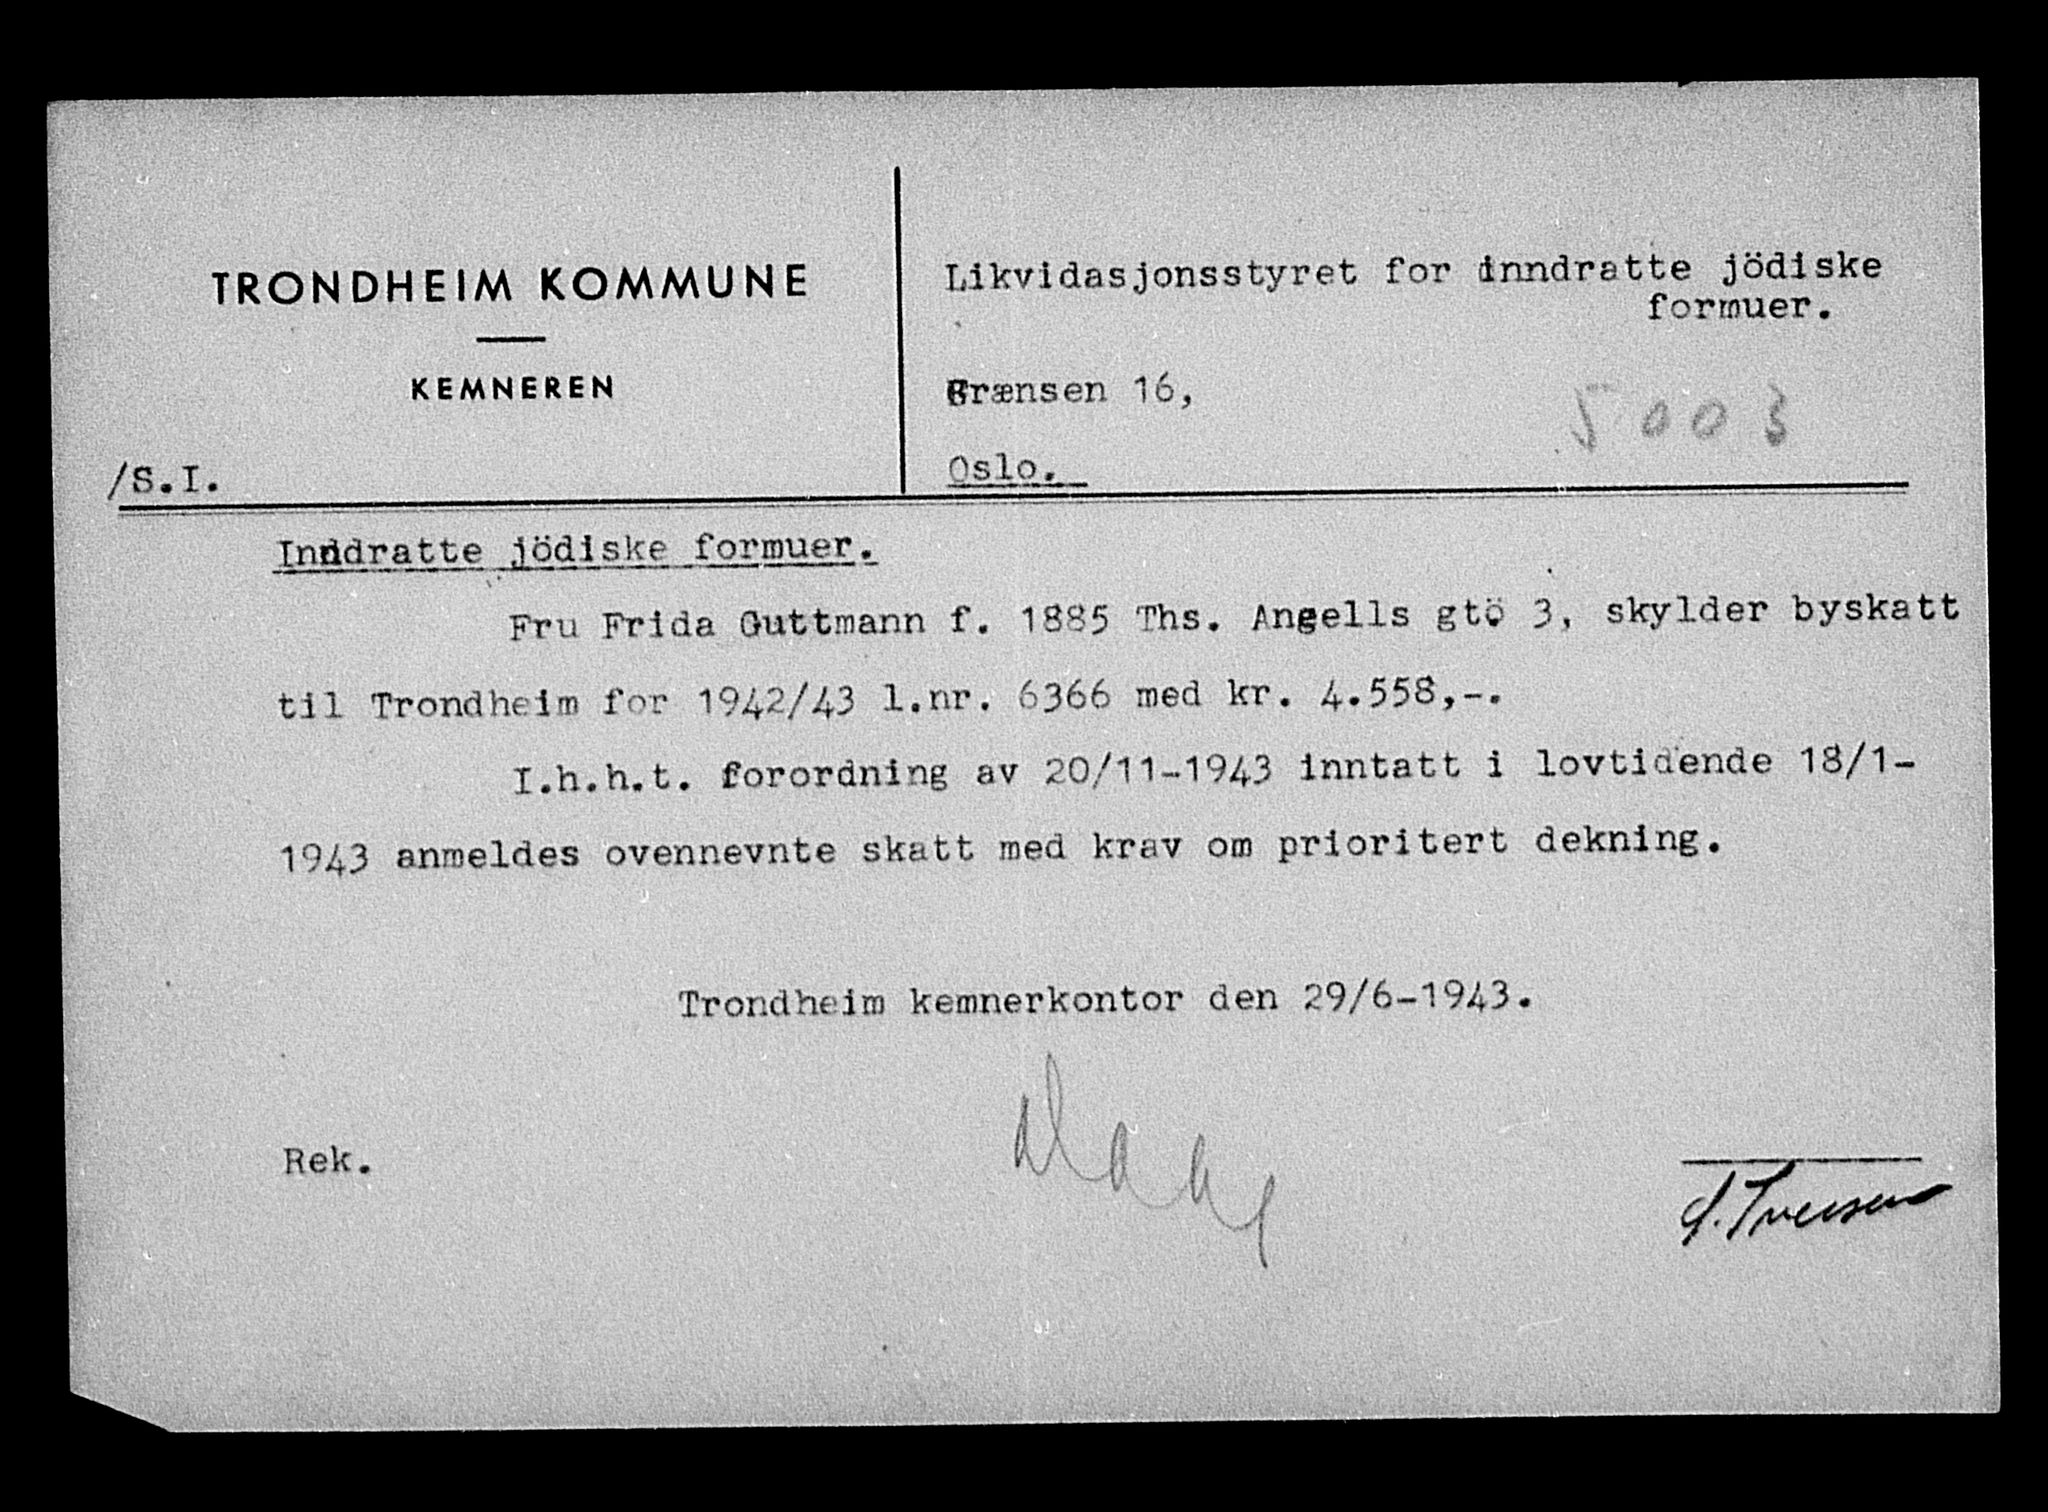 TRONDHEIM KOMMUNE
KEMNEREN
/S.I.
Likvidasjonsstyret for inndratte jödiske
formuer.
Grænsen 16,
5003
Oslo.
Inndratte jödiske formuer.
Fru Frida Guttmann f. 1885 Ths. Angells gtö 3, skylder byskatt
til Trondheim for 1942/43 l.nr. 6366 med kr. 4.558,-.
I.h.h.t. forordning av 20/11-1943 inntatt i lovtidende 18/1-
1943 anmeldes ovennevnte skatt med krav om prioritert dekning.
Trondheim kemnerkontor den 29/6-1943.
Rek.
S. Iversen